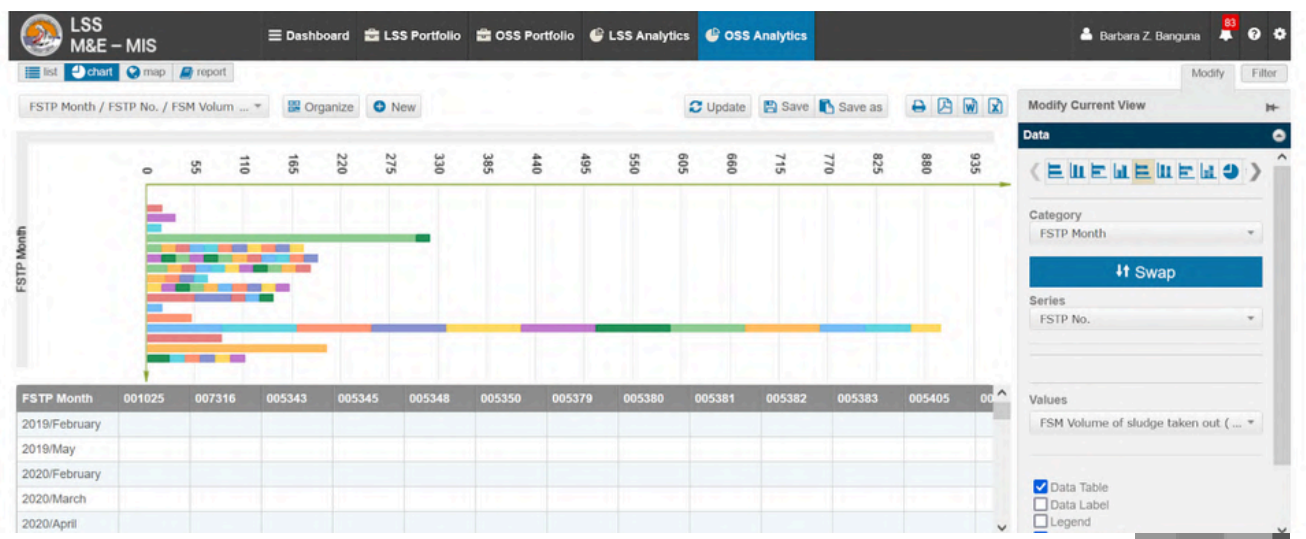 LSS
M&E – MIS
Dashboard LSS Portfolio OSS Portfolio LSS Analytics OSS Analytics
Barbara Z. Banguna 83
list chart map report
Modify Filter
FSTP Month / FSTP No. / FSM Volum ... Organize New Update Save Save as
Modify Current View
Data
0 55 110 165 220 275 330 385 440 495 550 605 660 715 770 825 880 935
FSTP Month
Category
FSTP Month
Swap
Series
FSTP No.
Values
FSM Volume of sludge taken out ( ...
Data Table
Data Label
Legend
FSTP Month 001025 007316 005343 005345 005348 005350 005379 005380 005381 005382 005383 005405 00
2019/February
2019/May
2020/February
2020/March
2020/April